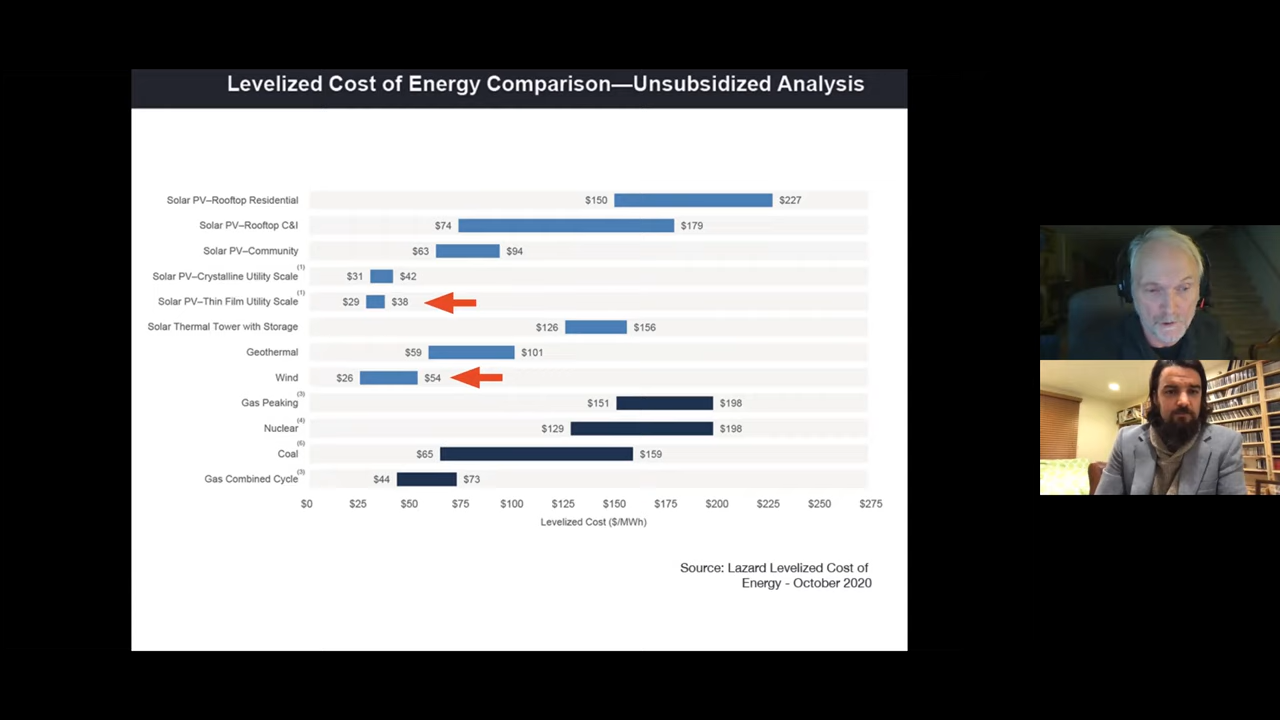 Levelized Cost of Energy Comparison—Unsubsidized Analysis
Solar PV–Rooftop Residential $150 $227
Solar PV–Rooftop C&I $74 $179
Solar PV–Community $63 $94
Solar PV–Crystalline Utility Scale (1) $31 $42
Solar PV–Thin Film Utility Scale (1) $29 $38
Solar Thermal Tower with Storage $126 $156
Geothermal $59 $101
Wind $26 $54
Gas Peaking (3) $151 $198
Nuclear (4) $129 $198
Coal (6) $65 $159
Gas Combined Cycle (3) $44 $73
$0 $25 $50 $75 $100 $125 $150 $175 $200 $225 $250 $275
Levelized Cost ($/MWh)
Source: Lazard Levelized Cost of
Energy - October 2020